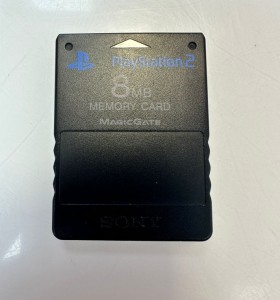 PlayStation 2
8MB
MEMORY CARD
MAGICGATE
SONY